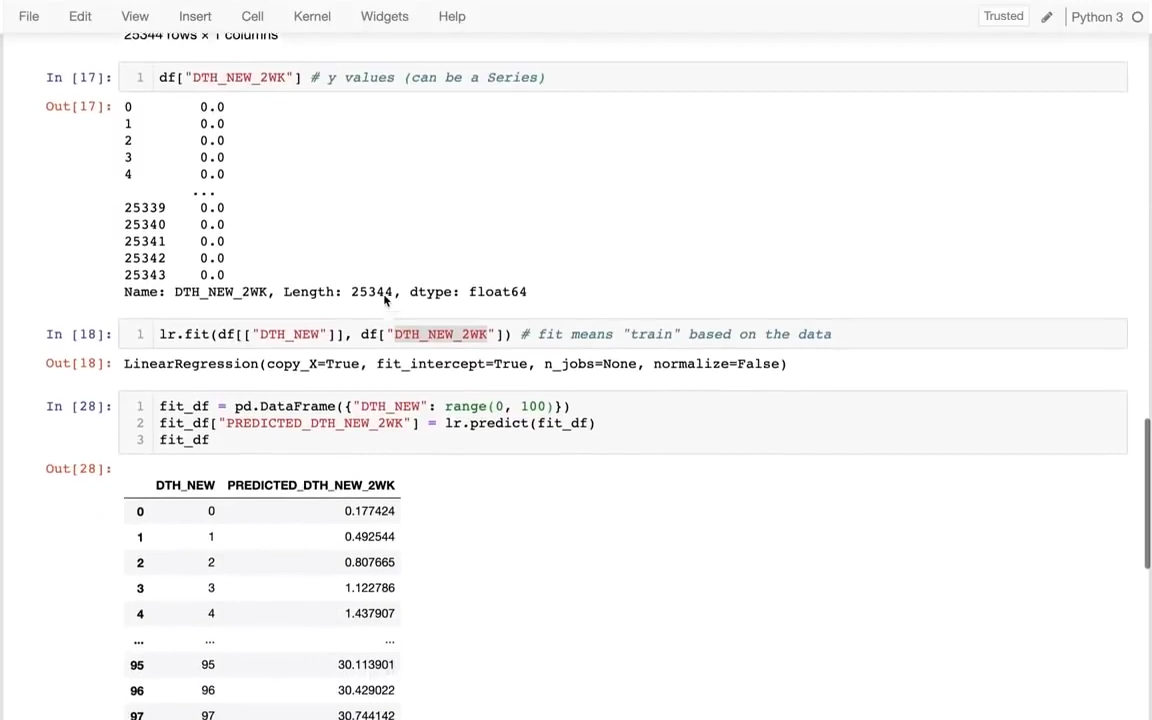 File Edit View Insert Cell Kernel Widgets Help Trusted Python 3
25344 rows × 1 columns
In [17]: 1 df["DTH_NEW_2WK"] # y values (can be a Series)
Out[17]: 0 0.0
1 0.0
2 0.0
3 0.0
4 0.0
...
25339 0.0
25340 0.0
25341 0.0
25342 0.0
25343 0.0
Name: DTH_NEW_2WK, Length: 25344, dtype: float64
In [18]: 1 lr.fit(df[["DTH_NEW"]], df["DTH_NEW_2WK"]) # fit means "train" based on the data
Out[18]: LinearRegression(copy_X=True, fit_intercept=True, n_jobs=None, normalize=False)
In [28]: 1 fit_df = pd.DataFrame({"DTH_NEW": range(0, 100)})
2 fit_df["PREDICTED_DTH_NEW_2WK"] = lr.predict(fit_df)
3 fit_df
Out[28]:
DTH_NEW PREDICTED_DTH_NEW_2WK
0 0 0.177424
1 1 0.492544
2 2 0.807665
3 3 1.122786
4 4 1.437907
... ... ...
95 95 30.113901
96 96 30.429022
97 97 30.744142